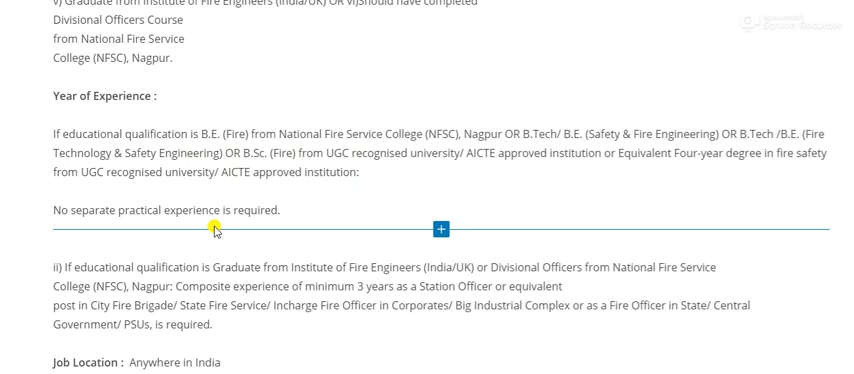 v) Graduate from Institute of Fire Engineers (India/UK) OR vi)Should have completed
Divisional Officers Course
from National Fire Service
College (NFSC), Nagpur.
Year of Experience :
If educational qualification is B.E. (Fire) from National Fire Service College (NFSC), Nagpur OR B.Tech/ B.E. (Safety & Fire Engineering) OR B.Tech /B.E. (Fire
Technology & Safety Engineering) OR B.Sc. (Fire) from UGC recognised university/ AICTE approved institution or Equivalent Four-year degree in fire safety
from UGC recognised university/ AICTE approved institution:
No separate practical experience is required.
ii) If educational qualification is Graduate from Institute of Fire Engineers (India/UK) or Divisional Officers from National Fire Service
College (NFSC), Nagpur: Composite experience of minimum 3 years as a Station Officer or equivalent
post in City Fire Brigade/ State Fire Service/ Incharge Fire Officer in Corporates/ Big Industrial Complex or as a Fire Officer in State/ Central
Government/ PSUs, is required.
Job Location : Anywhere in India